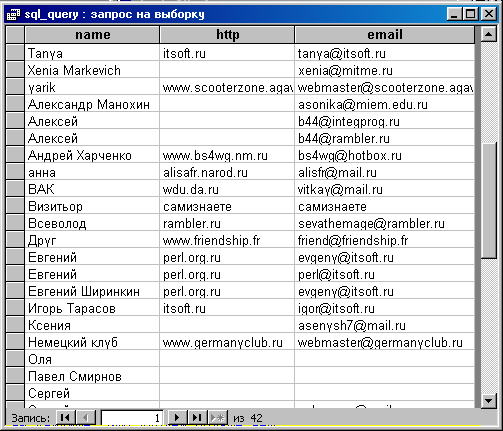 sql_query : запрос на выборку
name http email
Tanya itsoft.ru tanya@itsoft.ru
Xenia Markevich xenia@mitme.ru
yarik www.scooterzone.agav webmaster@scooterzone.agav
Александр Манохин asonika@miem.edu.ru
Алексей b44@integprog.ru
Алексей b44@rambler.ru
Андрей Харченко www.bs4wg.nm.ru bs4wg@hotbox.ru
анна alisafr.narod.ru alisfr@mail.ru
ВАК wdu.da.ru vitkay@mail.ru
Визитьор самизнаете самизнаете
Всеволод rambler.ru sevathemage@rambler.ru
Друг www.friendship.fr friend@friendship.fr
Евгений perl.org.ru evgeny@itsoft.ru
Евгений perl.org.ru perl@itsoft.ru
Евгений Ширинкин perl.org.ru evgeny@itsoft.ru
Игорь Тарасов itsoft.ru igor@itsoft.ru
Ксения asenysh7@mail.ru
Немецкий клуб www.germanyclub.ru webmaster@germanyclub.ru
Оля
Павел Смирнов
Сергей
Запись: 1 из 42